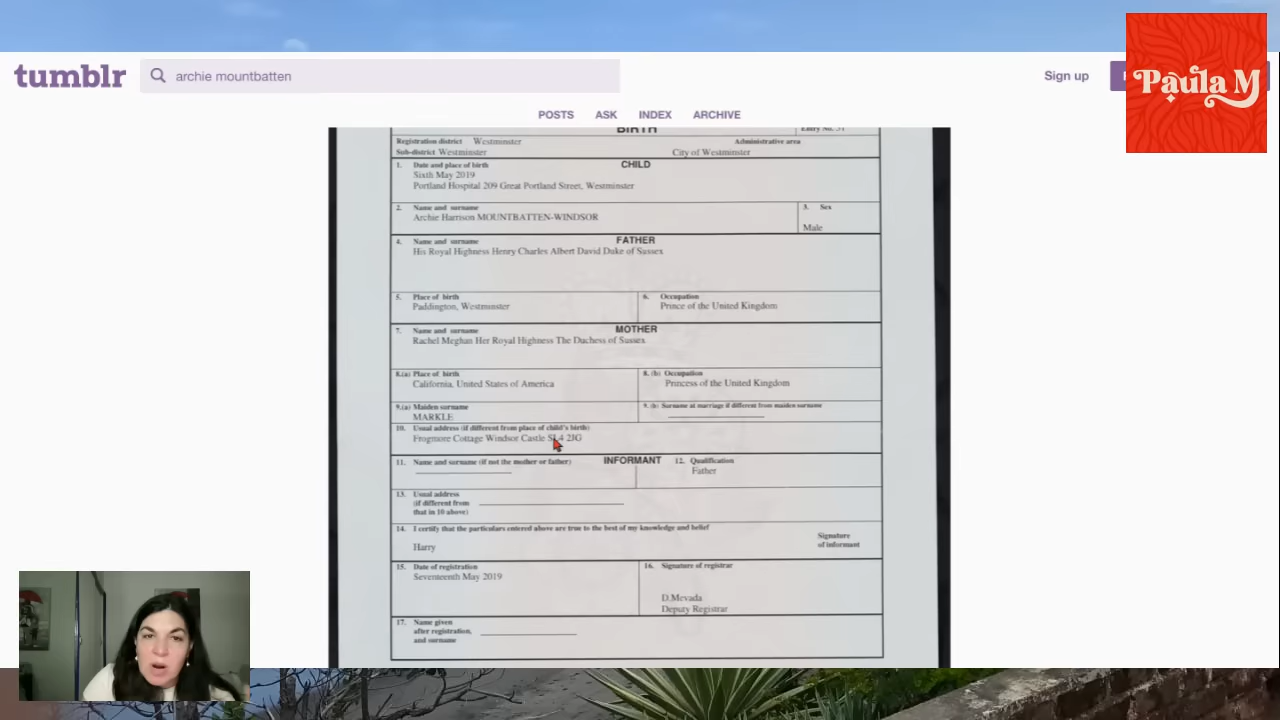 Paula M
tumblr
archie mountbatten
Sign up
POSTS ASK INDEX ARCHIVE
BIRTH
Entry No.
Registration district Westminster
Administrative area
Sub-district Westminster
City of Westminster
CHILD
1. Date and place of birth
Sixth May 2019
Portland Hospital 209 Great Portland Street, Westminster
2. Name and surname
3. Sex
Archie Harrison MOUNTBATTEN-WINDSOR
Male
FATHER
4. Name and surname
His Royal Highness Henry Charles Albert David Duke of Sussex
5. Place of birth
6. Occupation
Paddington, Westminster
Prince of the United Kingdom
MOTHER
7. Name and surname
Rachel Meghan Her Royal Highness The Duchess of Sussex
8.(a) Place of birth
8. (b) Occupation
California, United States of America
Princess of the United Kingdom
9.(a) Maiden surname
9. (b) Surname at marriage if different from maiden surname
MARKLE
10. Usual address (if different from place of child's birth)
Frogmore Cottage Windsor Castle SL4 2JG
INFORMANT
11. Name and surname (if not the mother or father)
12. Qualification
Father
13. Usual address
(if different from
that in 10 above)
14. I certify that the particulars entered above are true to the best of my knowledge and belief
Harry
Signature
of informant
15. Date of registration
16. Signature of registrar
Seventeenth May 2019
D.Mevada
Deputy Registrar
17. Name given
after registration,
and surname